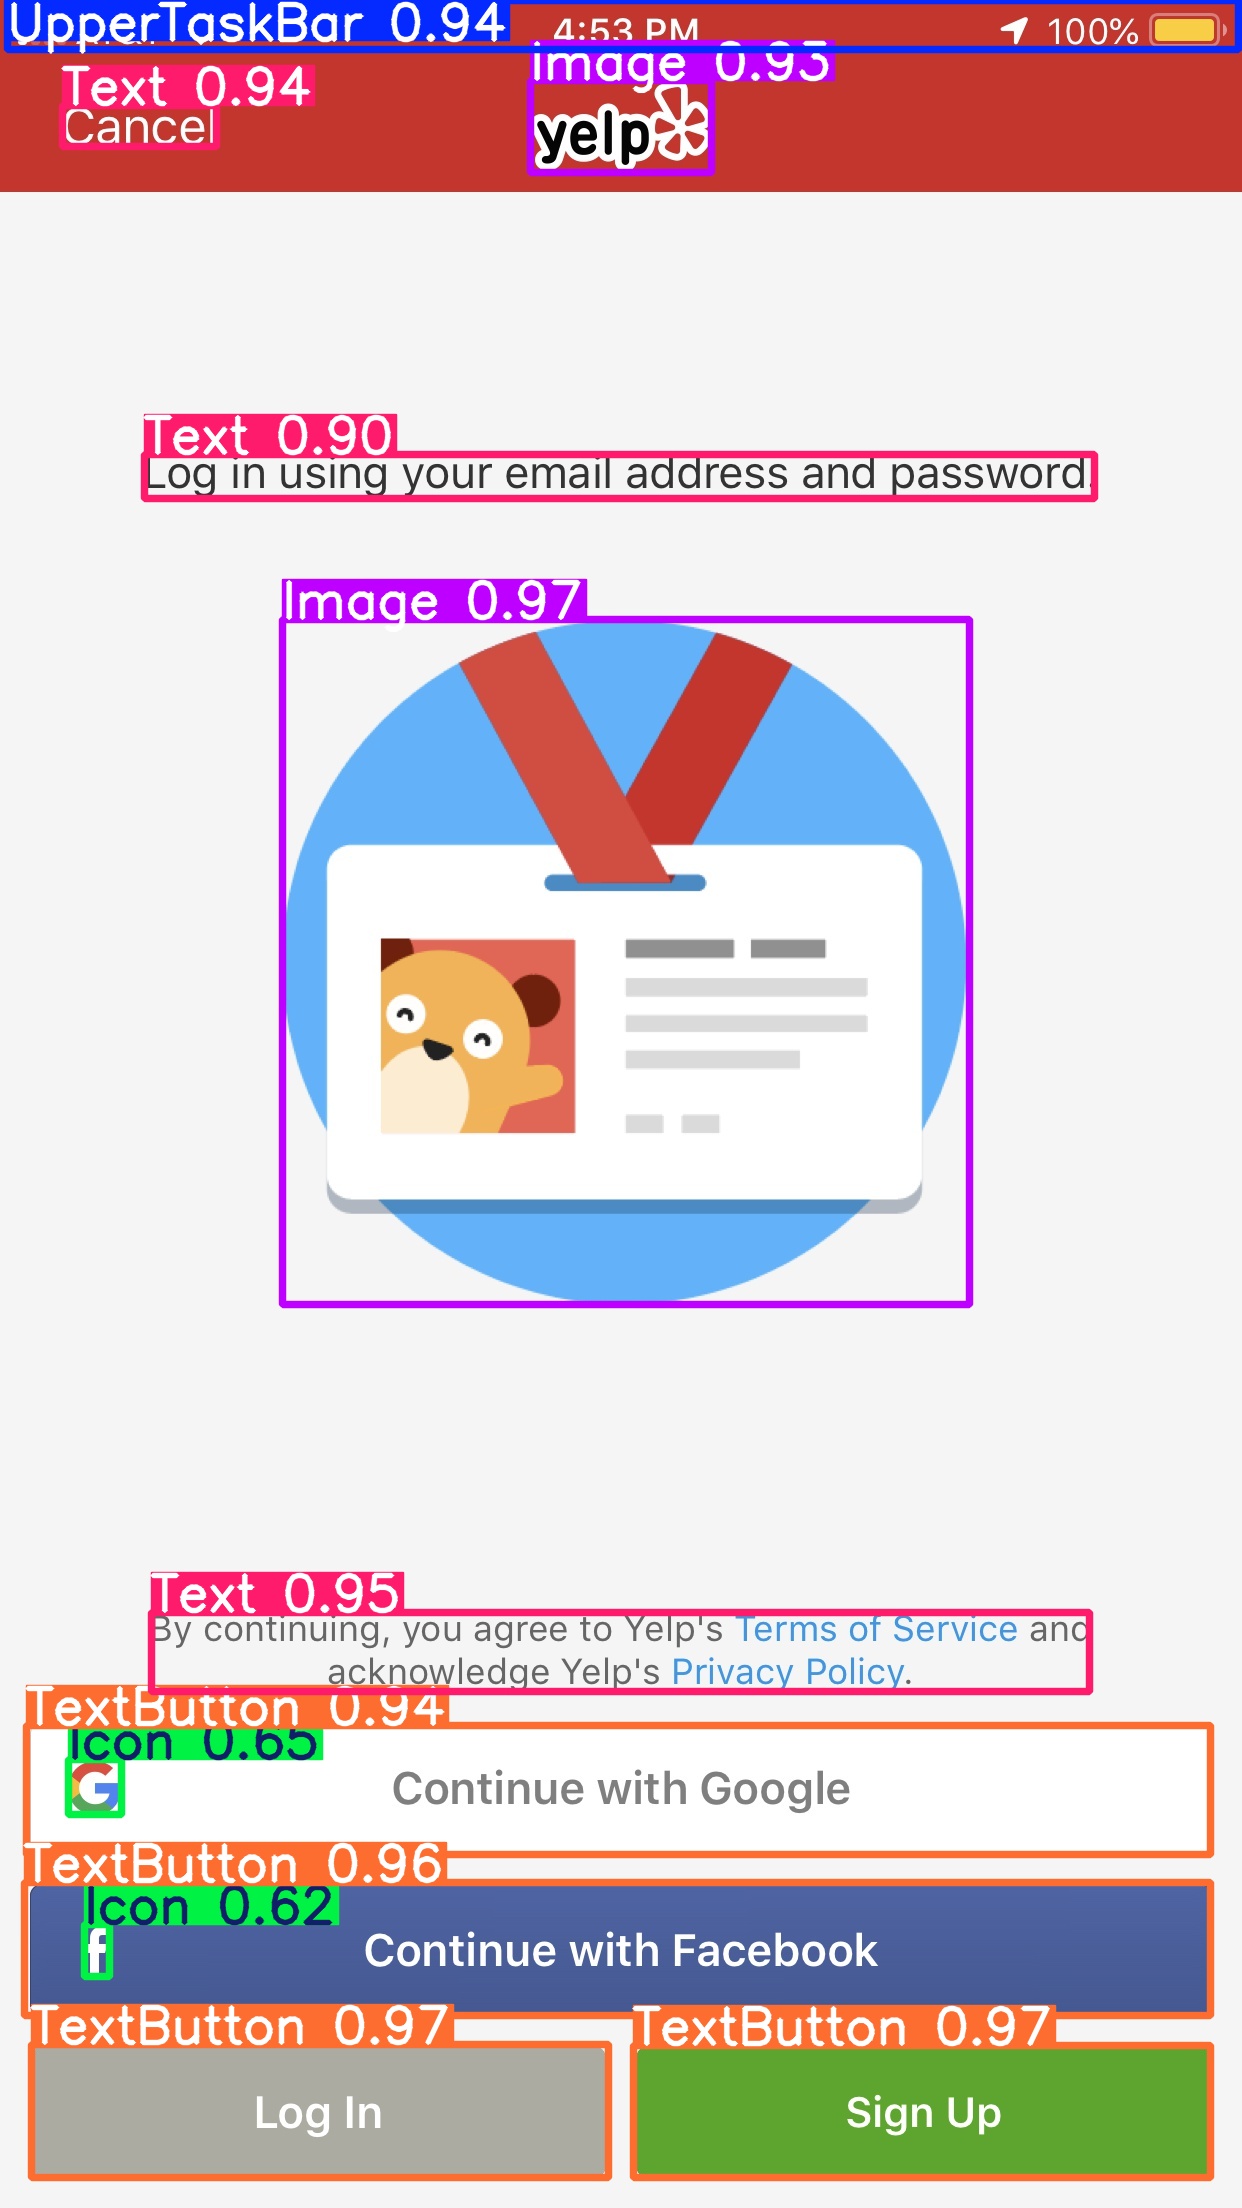 UpperTaskBar 0.94
4:53 PM
100%
Image 0.93
Text 0.94
Cancel
yelp
Text 0.90
Log in using your email address and password.
Image 0.97
Text 0.95
By continuing, you agree to Yelp's Terms of Service and
acknowledge Yelp's Privacy Policy.
TextButton 0.94
Icon 0.65
Continue with Google
TextButton 0.96
Icon 0.62
f
Continue with Facebook
TextButton 0.97
TextButton 0.97
Log In
Sign Up